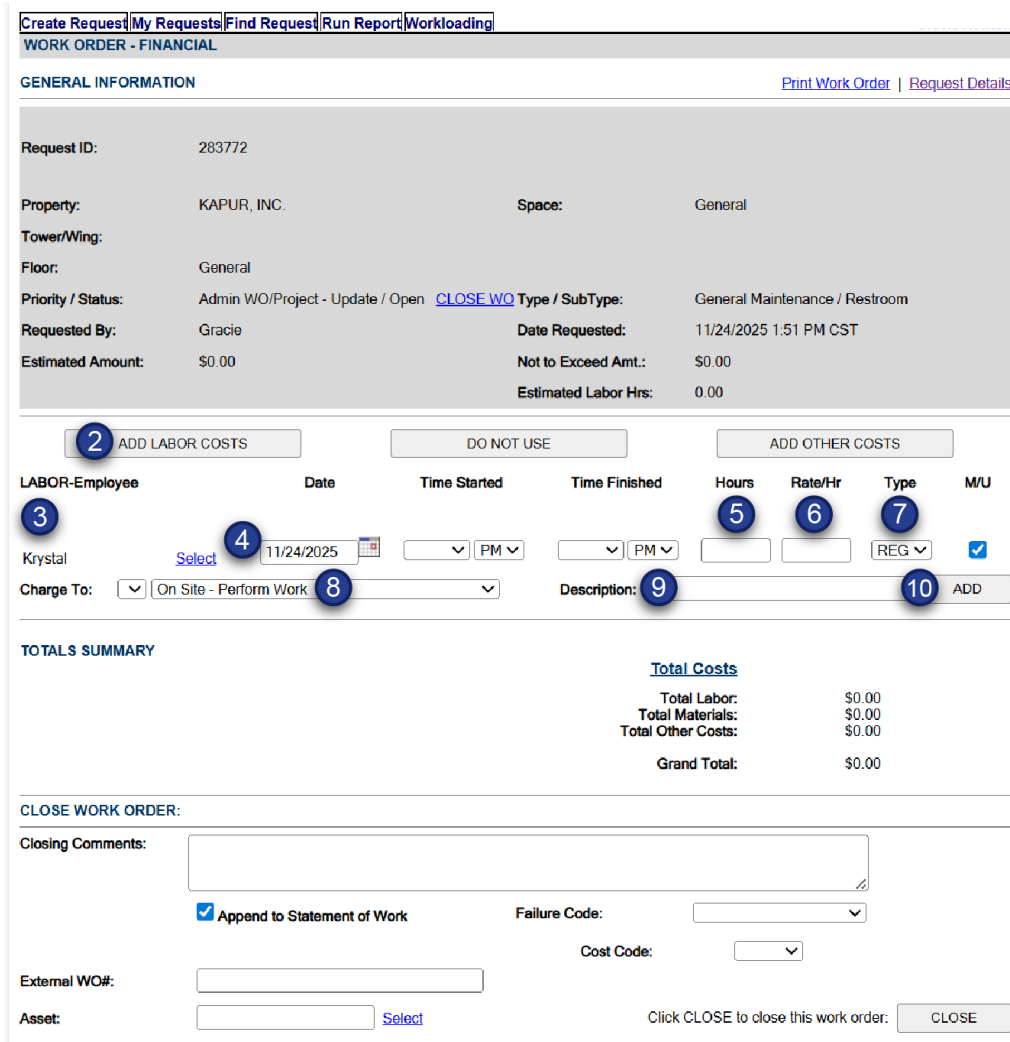 Create Request My Requests Find Request Run Report Workloading
WORK ORDER - FINANCIAL
GENERAL INFORMATION Print Work Order | Request Details
Request ID: 283772
Property: KAPUR, INC. Space: General
Tower/Wing:
Floor: General
Priority / Status: Admin WO/Project - Update / Open CLOSE WO Type / SubType: General Maintenance / Restroom
Requested By: Gracie Date Requested: 11/24/2025 1:51 PM CST
Estimated Amount: $0.00 Not to Exceed Amt.: $0.00
Estimated Labor Hrs: 0.00
2 ADD LABOR COSTS DO NOT USE ADD OTHER COSTS
LABOR-Employee Date Time Started Time Finished Hours Rate/Hr Type M/U
3 5 6 7
Krystal Select 4 11/24/2025 PM PM REG
Charge To: On Site - Perform Work 8 Description: 9 10 ADD
TOTALS SUMMARY
Total Costs
Total Labor: $0.00
Total Materials: $0.00
Total Other Costs: $0.00
Grand Total: $0.00
CLOSE WORK ORDER:
Closing Comments:
Append to Statement of Work Failure Code:
Cost Code:
External WO#:
Asset: Select Click CLOSE to close this work order: CLOSE